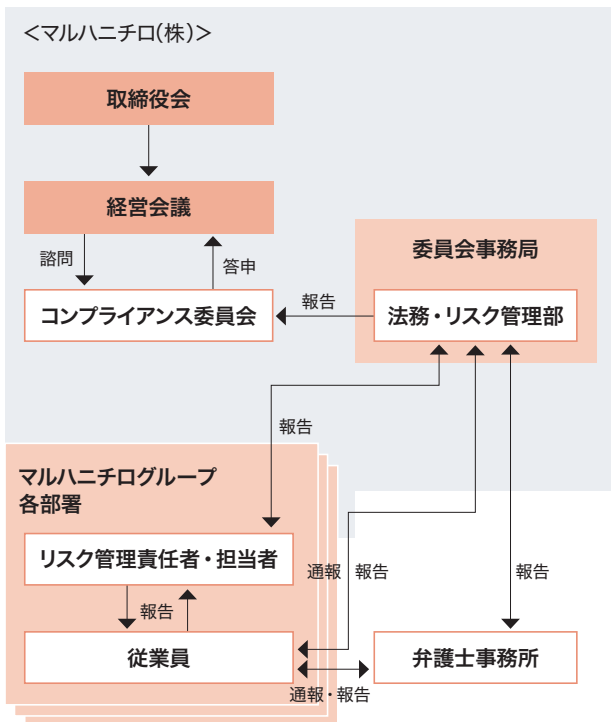 ＜マルハニチロ(株)＞
取締役会
経営会議
諮問
答申
委員会事務局
コンプライアンス委員会
報告
法務・リスク管理部
報告
マルハニチログループ
各部署
リスク管理責任者・担当者
通報 報告
報告
報告
従業員
弁護士事務所
通報・報告